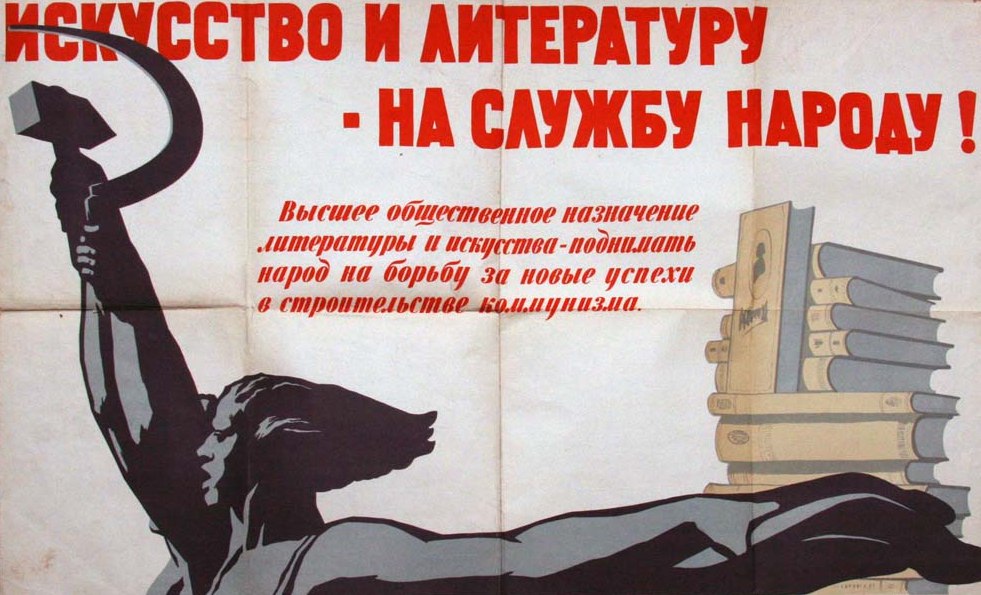 ИСКУССТВО И ЛИТЕРАТУРУ
- НА СЛУЖБУ НАРОДУ !
Высшее общественное назначение
литературы и искусства - поднимать
народ на борьбу за новые успехи
в строительстве коммунизма.